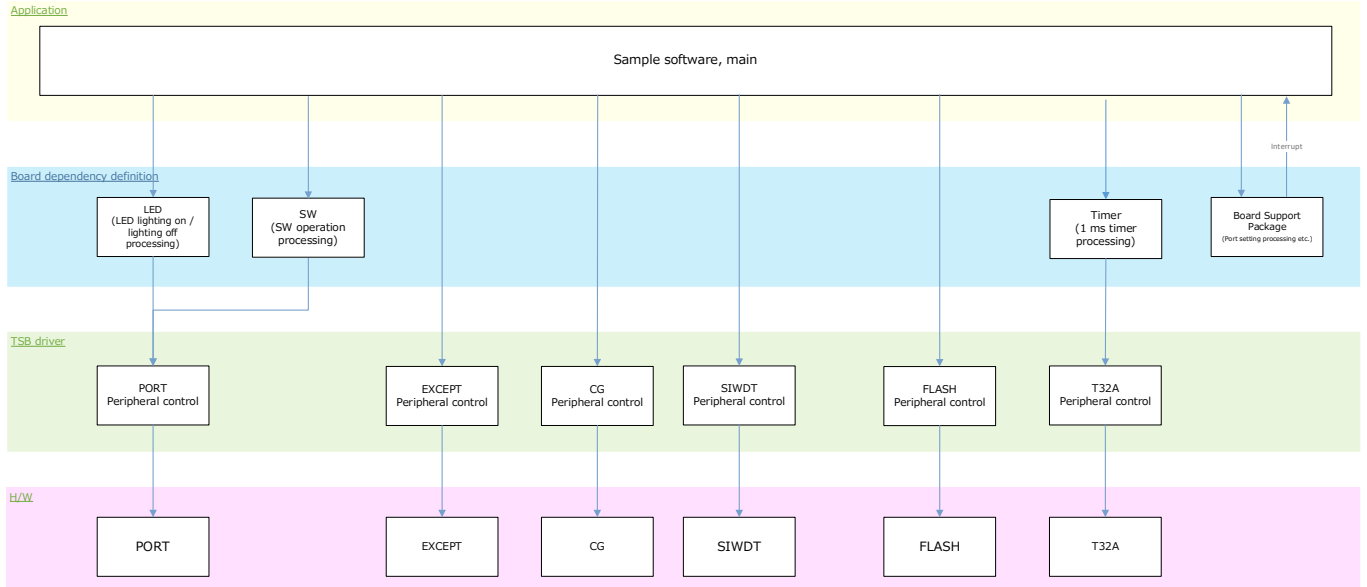 Application
Sample software, main
Interrupt
Board dependency definition
LED
(LED lighting on /
lighting off
processing)
SW
(SW operation
processing)
Timer
(1 ms timer
processing)
Board Support
Package
(Port setting processing etc.)
TSB driver
PORT
Peripheral control
EXCEPT
Peripheral control
CG
Peripheral control
SIWDT
Peripheral control
FLASH
Peripheral control
T32A
Peripheral control
H/W
PORT
EXCEPT
CG
SIWDT
FLASH
T32A